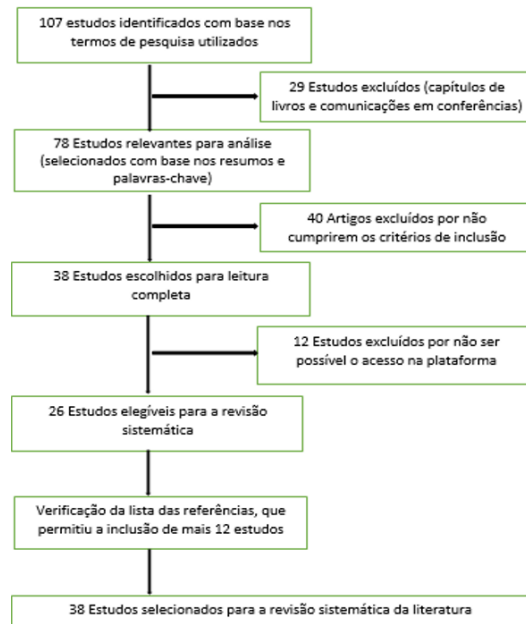 107 estudos identificados com base nos
termos de pesquisa utilizados
29 Estudos excluídos (capítulos de
livros e comunicações em conferências)
78 Estudos relevantes para análise
(selecionados com base nos resumos e
palavras-chave)
40 Artigos excluídos por não
cumprirem os critérios de inclusão
38 Estudos escolhidos para leitura
completa
12 Estudos excluídos por não ser
possível o acesso na plataforma
26 Estudos elegíveis para a revisão
sistemática
Verificação da lista das referências, que
permitiu a inclusão de mais 12 estudos
38 Estudos selecionados para a revisão sistemática da literatura